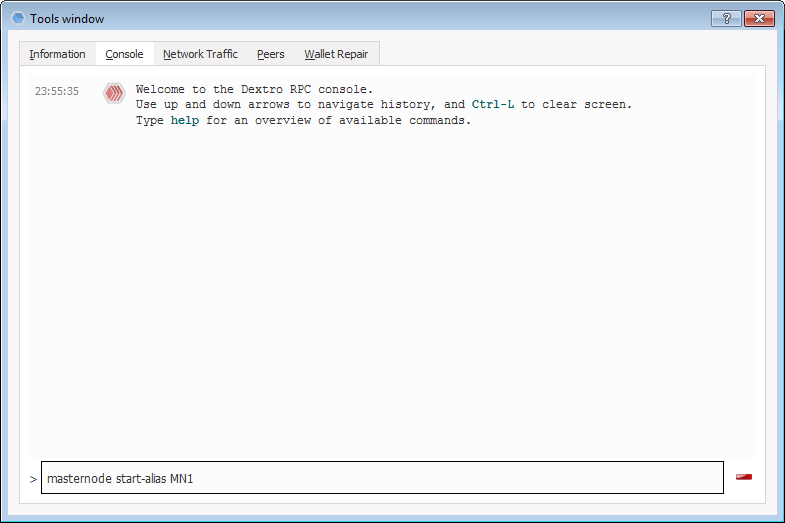 Tools window
?
Information Console Network Traffic Peers Wallet Repair
23:55:35 Welcome to the Dextro RPC console.
Use up and down arrows to navigate history, and Ctrl-L to clear screen.
Type help for an overview of available commands.
> masternode start-alias MN1